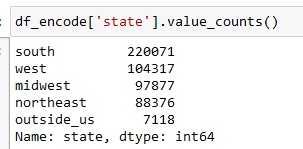 df_encode['state'].value_counts()
south 220071
west 104317
midwest 97877
northeast 88376
outside_us 7118
Name: state, dtype: int64